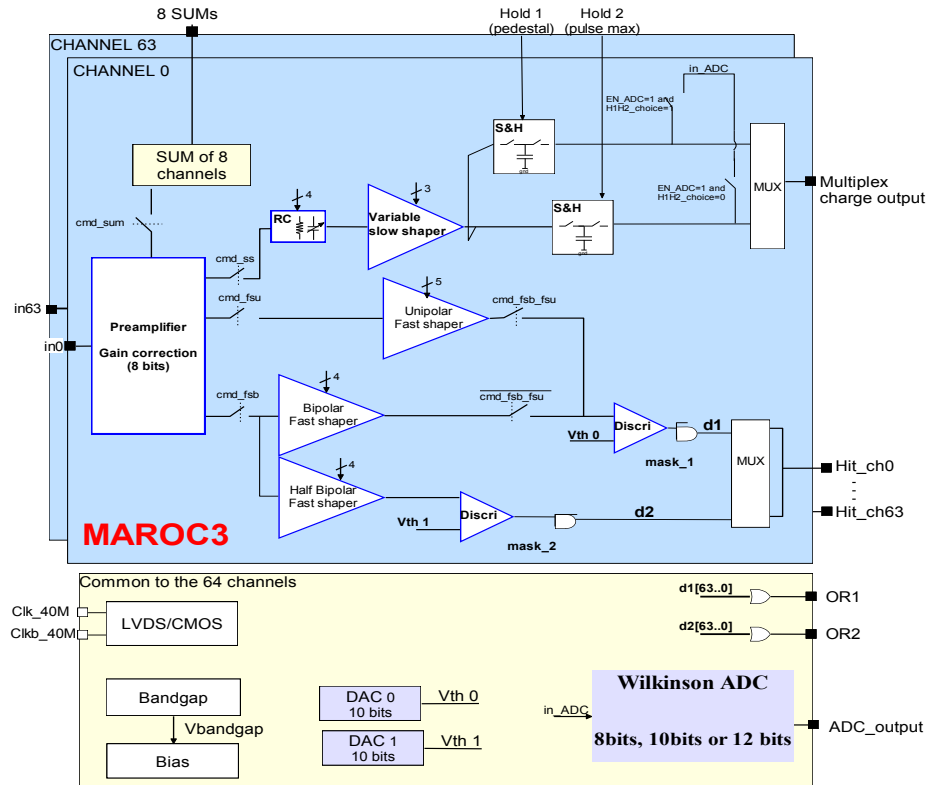 8 SUMs
Hold 1
(pedestal)
Hold 2
(pulse max)
CHANNEL 63
CHANNEL 0
in_ADC
EN_ADC=1 and
H1H2_choice=1
S&H
gnd
SUM of 8
channels
MUX
Multiplex
charge output
EN_ADC=1 and
H1H2_choice=0
4
3
RC
Variable
slow shaper
S&H
gnd
cmd_sum
cmd_ss
in63
cmd_fsu
5
Unipolar
Fast shaper
cmd_fsb_fsu
in0
Preamplifier
Gain correction
(8 bits)
cmd_fsb
4
Bipolar
Fast shaper
cmd_fsb_fsu
Discri
Vth 0
mask_1
d1
MUX
Hit_ch0
Hit_ch63
4
Half Bipolar
Fast shaper
Discri
Vth 1
mask_2
d2
MAROC3
Common to the 64 channels
Clk_40M
Clkb_40M
LVDS/CMOS
d1[63..0]
OR1
d2[63..0]
OR2
Bandgap
Vbandgap
Bias
DAC 0
10 bits
Vth 0
DAC 1
10 bits
Vth 1
in_ADC
Wilkinson ADC
8bits, 10bits or 12 bits
ADC_output